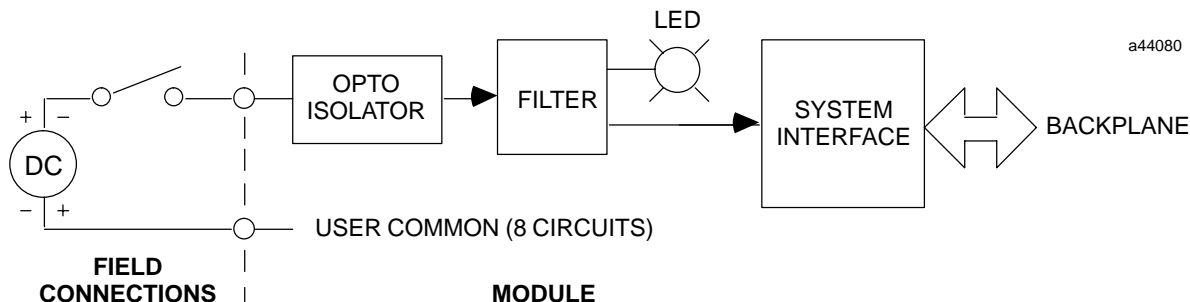 LED
a44080
OPTO
ISOLATOR
FILTER
SYSTEM
INTERFACE
BACKPLANE
+ −
DC
− +
USER COMMON (8 CIRCUITS)
FIELD
CONNECTIONS
MODULE